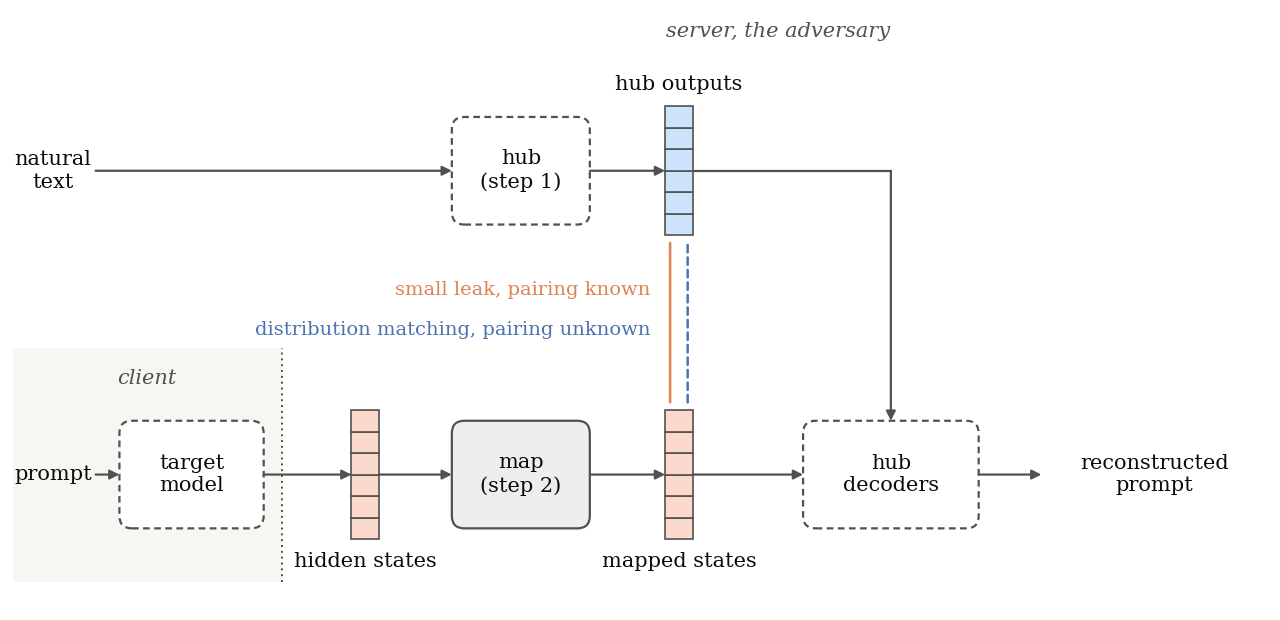 server, the adversary
hub outputs
natural
text
hub
(step 1)
small leak, pairing known
distribution matching, pairing unknown
client
prompt
target
model
map
(step 2)
hub
decoders
reconstructed
prompt
hidden states
mapped states